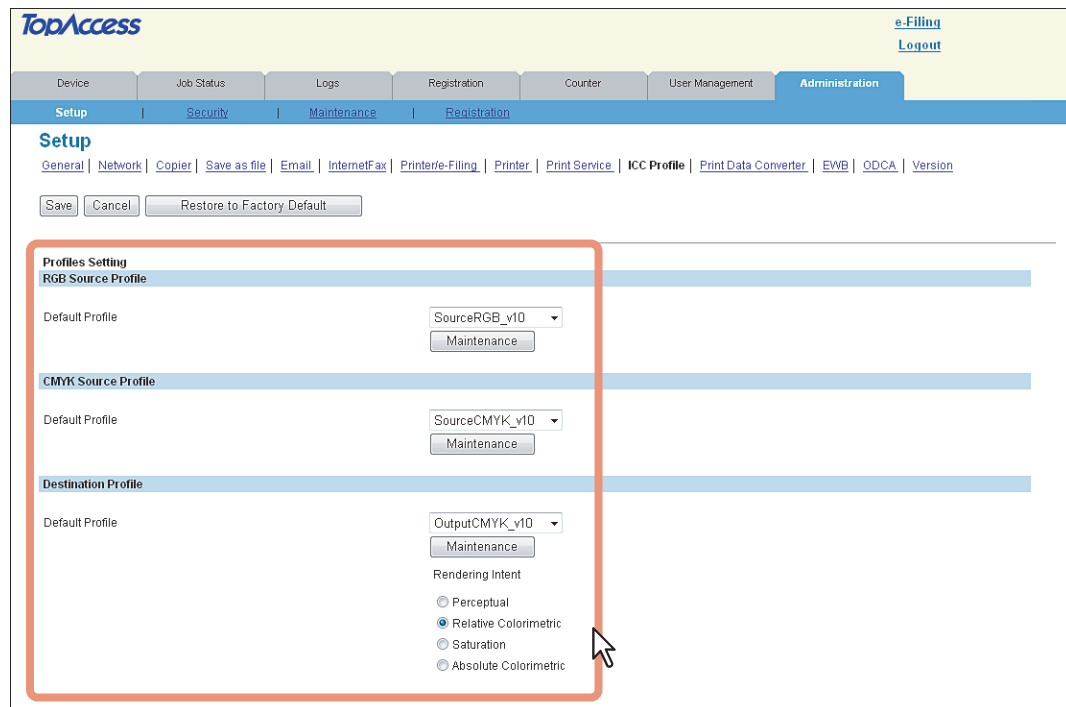 TopAccess
e-Filing
Logout
Device Job Status Logs Registration Counter User Management Administration
Setup | Security | Maintenance | Registration
Setup
General | Network | Copier | Save as file | Email | InternetFax | Printer/e-Filing | Printer | Print Service | ICC Profile | Print Data Converter | EWB | ODCA | Version
Save Cancel Restore to Factory Default
Profiles Setting
RGB Source Profile
Default Profile SourceRGB_v10
Maintenance
CMYK Source Profile
Default Profile SourceCMYK_v10
Maintenance
Destination Profile
Default Profile OutputCMYK_v10
Maintenance
Rendering Intent
Perceptual
Relative Colorimetric
Saturation
Absolute Colorimetric